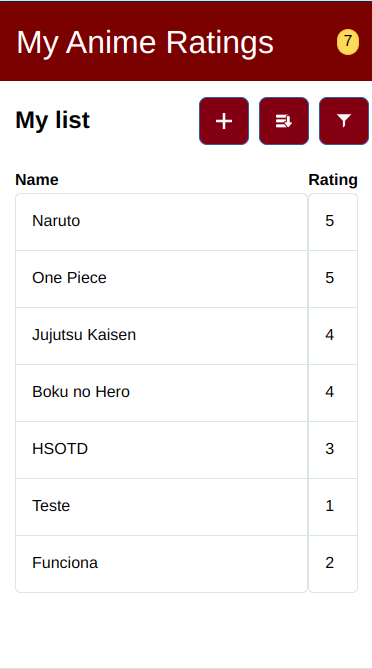 My Anime Ratings 7
My list
Name Rating
Naruto 5
One Piece 5
Jujutsu Kaisen 4
Boku no Hero 4
HSOTD 3
Teste 1
Funciona 2